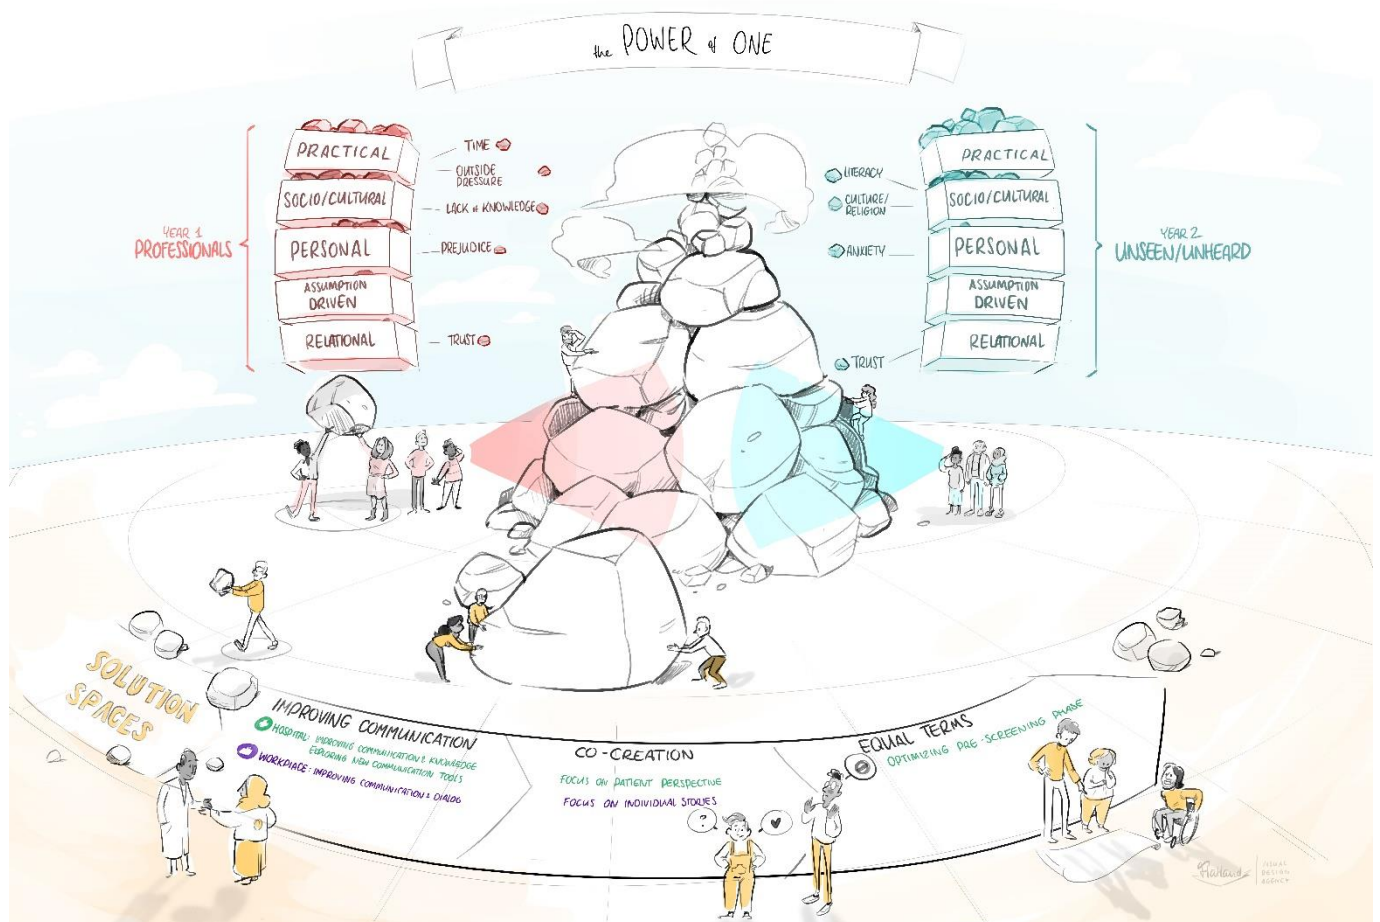 the POWER of ONE
YEAR 1
PROFESSIONALS
PRACTICAL
SOCIO/CULTURAL
PERSONAL
ASSUMPTION
DRIVEN
RELATIONAL
TIME
OUTSIDE
PRESSURE
LACK of KNOWLEDGE
PREJUDICE
TRUST
LITERACY
CULTURE/
RELIGION
ANXIETY
TRUST
PRACTICAL
SOCIO/CULTURAL
PERSONAL
ASSUMPTION
DRIVEN
RELATIONAL
YEAR 2
UNSEEN/UNHEARD
SOLUTION
SPACES
IMPROVING COMMUNICATION
HOSPITAL: IMPROVING COMMUNICATION & KNOWLEDGE
EXPLORING NEW COMMUNICATION TOOLS
WORKPLACE: IMPROVING COMMUNICATION & DIALOG
CO-CREATION
FOCUS ON PATIENT PERSPECTIVE
FOCUS ON INDIVIDUAL STORIES
EQUAL TERMS
OPTIMIZING PRE-SCREENING PHASE
?
VISUAL
DESIGN
AGENCY